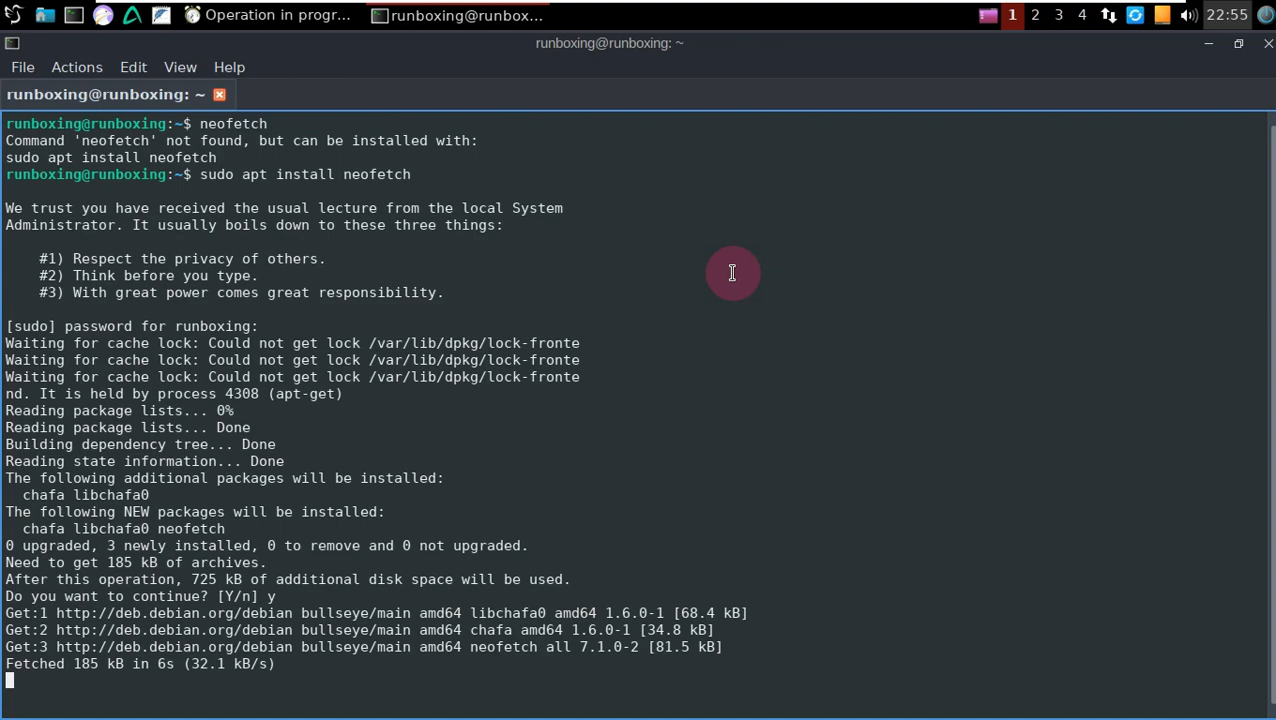 Operation in progr...
runboxing@runbox...
1 2 3 4
22:55
runboxing@runboxing: ~
File Actions Edit View Help
runboxing@runboxing: ~
runboxing@runboxing:~$ neofetch
Command 'neofetch' not found, but can be installed with:
sudo apt install neofetch
runboxing@runboxing:~$ sudo apt install neofetch
We trust you have received the usual lecture from the local System
Administrator. It usually boils down to these three things:
#1) Respect the privacy of others.
#2) Think before you type.
#3) With great power comes great responsibility.
[sudo] password for runboxing:
Waiting for cache lock: Could not get lock /var/lib/dpkg/lock-fronte
Waiting for cache lock: Could not get lock /var/lib/dpkg/lock-fronte
Waiting for cache lock: Could not get lock /var/lib/dpkg/lock-fronte
nd. It is held by process 4308 (apt-get)
Reading package lists... 0%
Reading package lists... Done
Building dependency tree... Done
Reading state information... Done
The following additional packages will be installed:
chafa libchafa0
The following NEW packages will be installed:
chafa libchafa0 neofetch
0 upgraded, 3 newly installed, 0 to remove and 0 not upgraded.
Need to get 185 kB of archives.
After this operation, 725 kB of additional disk space will be used.
Do you want to continue? [Y/n] y
Get:1 http://deb.debian.org/debian bullseye/main amd64 libchafa0 amd64 1.6.0-1 [68.4 kB]
Get:2 http://deb.debian.org/debian bullseye/main amd64 chafa amd64 1.6.0-1 [34.8 kB]
Get:3 http://deb.debian.org/debian bullseye/main amd64 neofetch all 7.1.0-2 [81.5 kB]
Fetched 185 kB in 6s (32.1 kB/s)